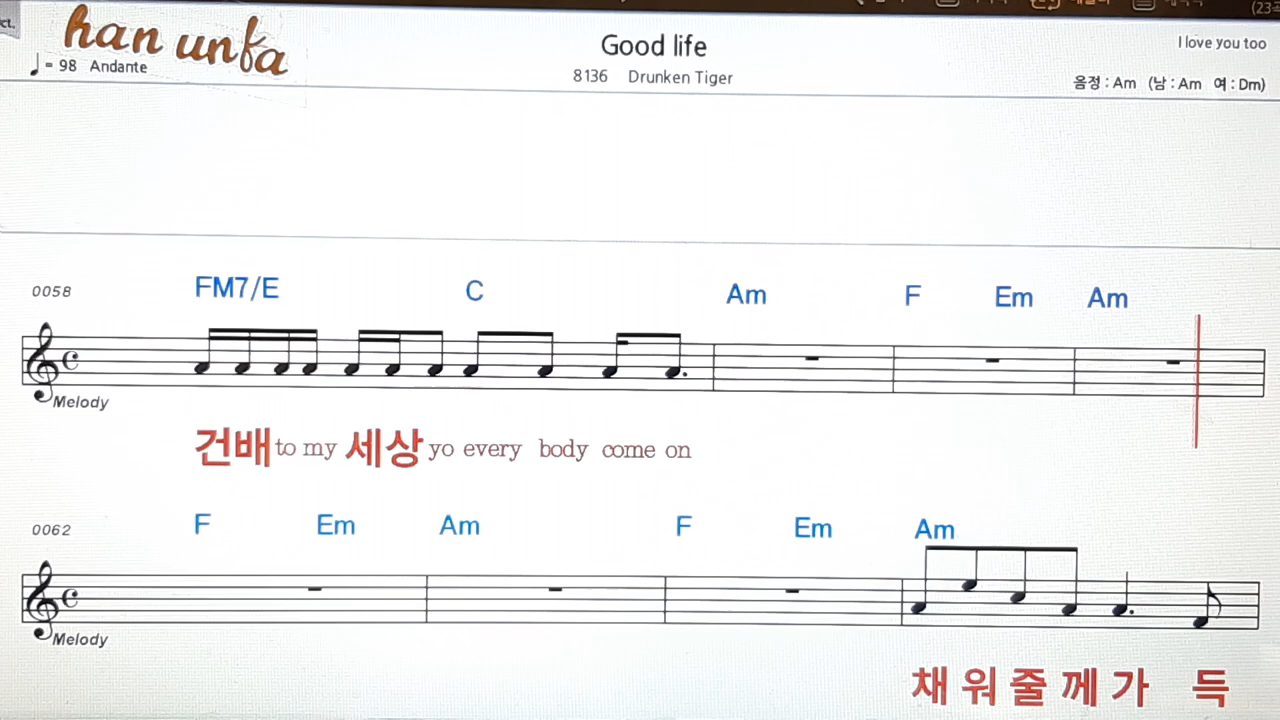 ct.
han unfa
Good life
I love you too
= 98 Andante
8136 Drunken Tiger
음정 : Am (남 : Am 여 : Dm)
0058 FM7/E C Am F Em Am
Melody
건배 to my 세상 yo every body come on
0062 F Em Am F Em Am
Melody
채 워 줄 께 가 득